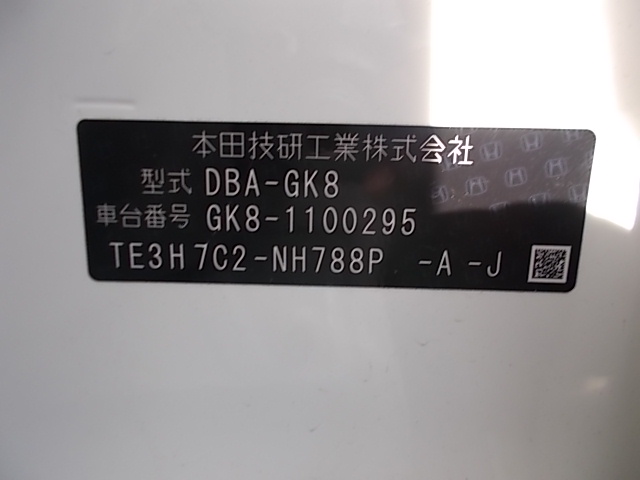 本田技研工業株式会社
型式 DBA-GK8
車台番号 GK8-1100295
TE3H7C2-NH788P -A -J